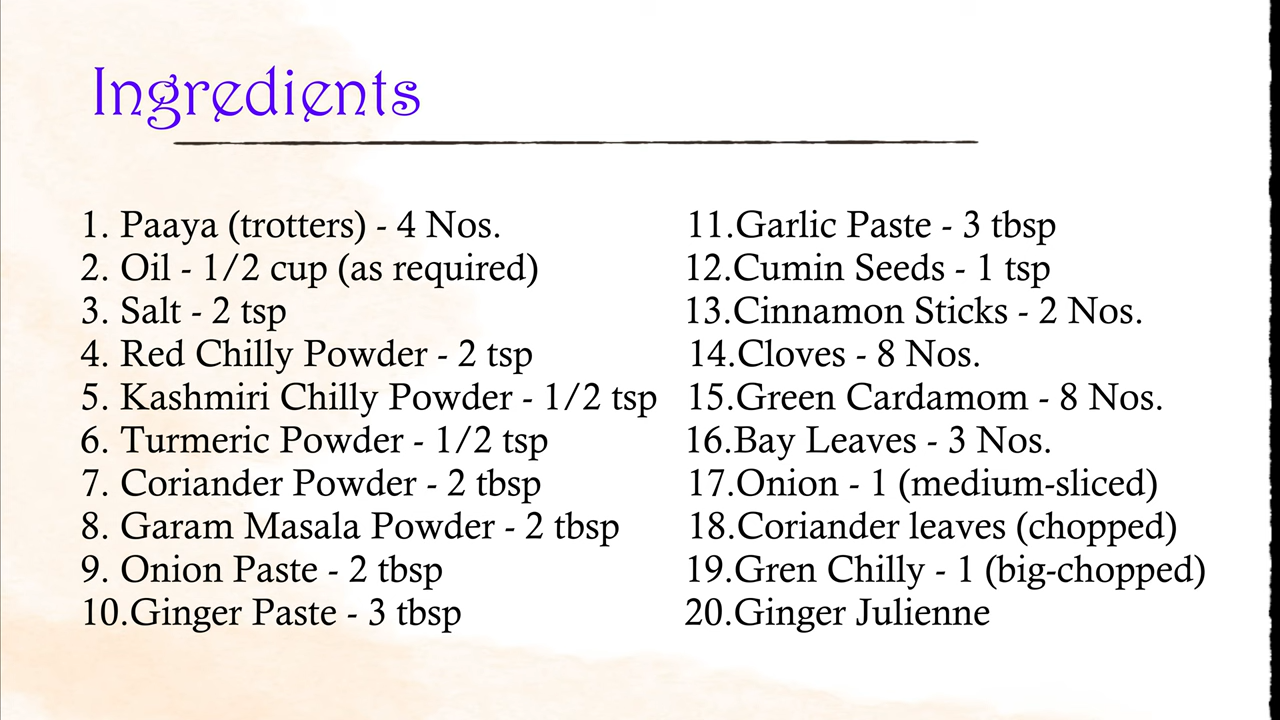 Ingredients
1. Paaya (trotters) - 4 Nos.
2. Oil - 1/2 cup (as required)
3. Salt - 2 tsp
4. Red Chilly Powder - 2 tsp
5. Kashmiri Chilly Powder - 1/2 tsp
6. Turmeric Powder - 1/2 tsp
7. Coriander Powder - 2 tbsp
8. Garam Masala Powder - 2 tbsp
9. Onion Paste - 2 tbsp
10.Ginger Paste - 3 tbsp
11.Garlic Paste - 3 tbsp
12.Cumin Seeds - 1 tsp
13.Cinnamon Sticks - 2 Nos.
14.Cloves - 8 Nos.
15.Green Cardamom - 8 Nos.
16.Bay Leaves - 3 Nos.
17.Onion - 1 (medium-sliced)
18.Coriander leaves (chopped)
19.Gren Chilly - 1 (big-chopped)
20.Ginger Julienne